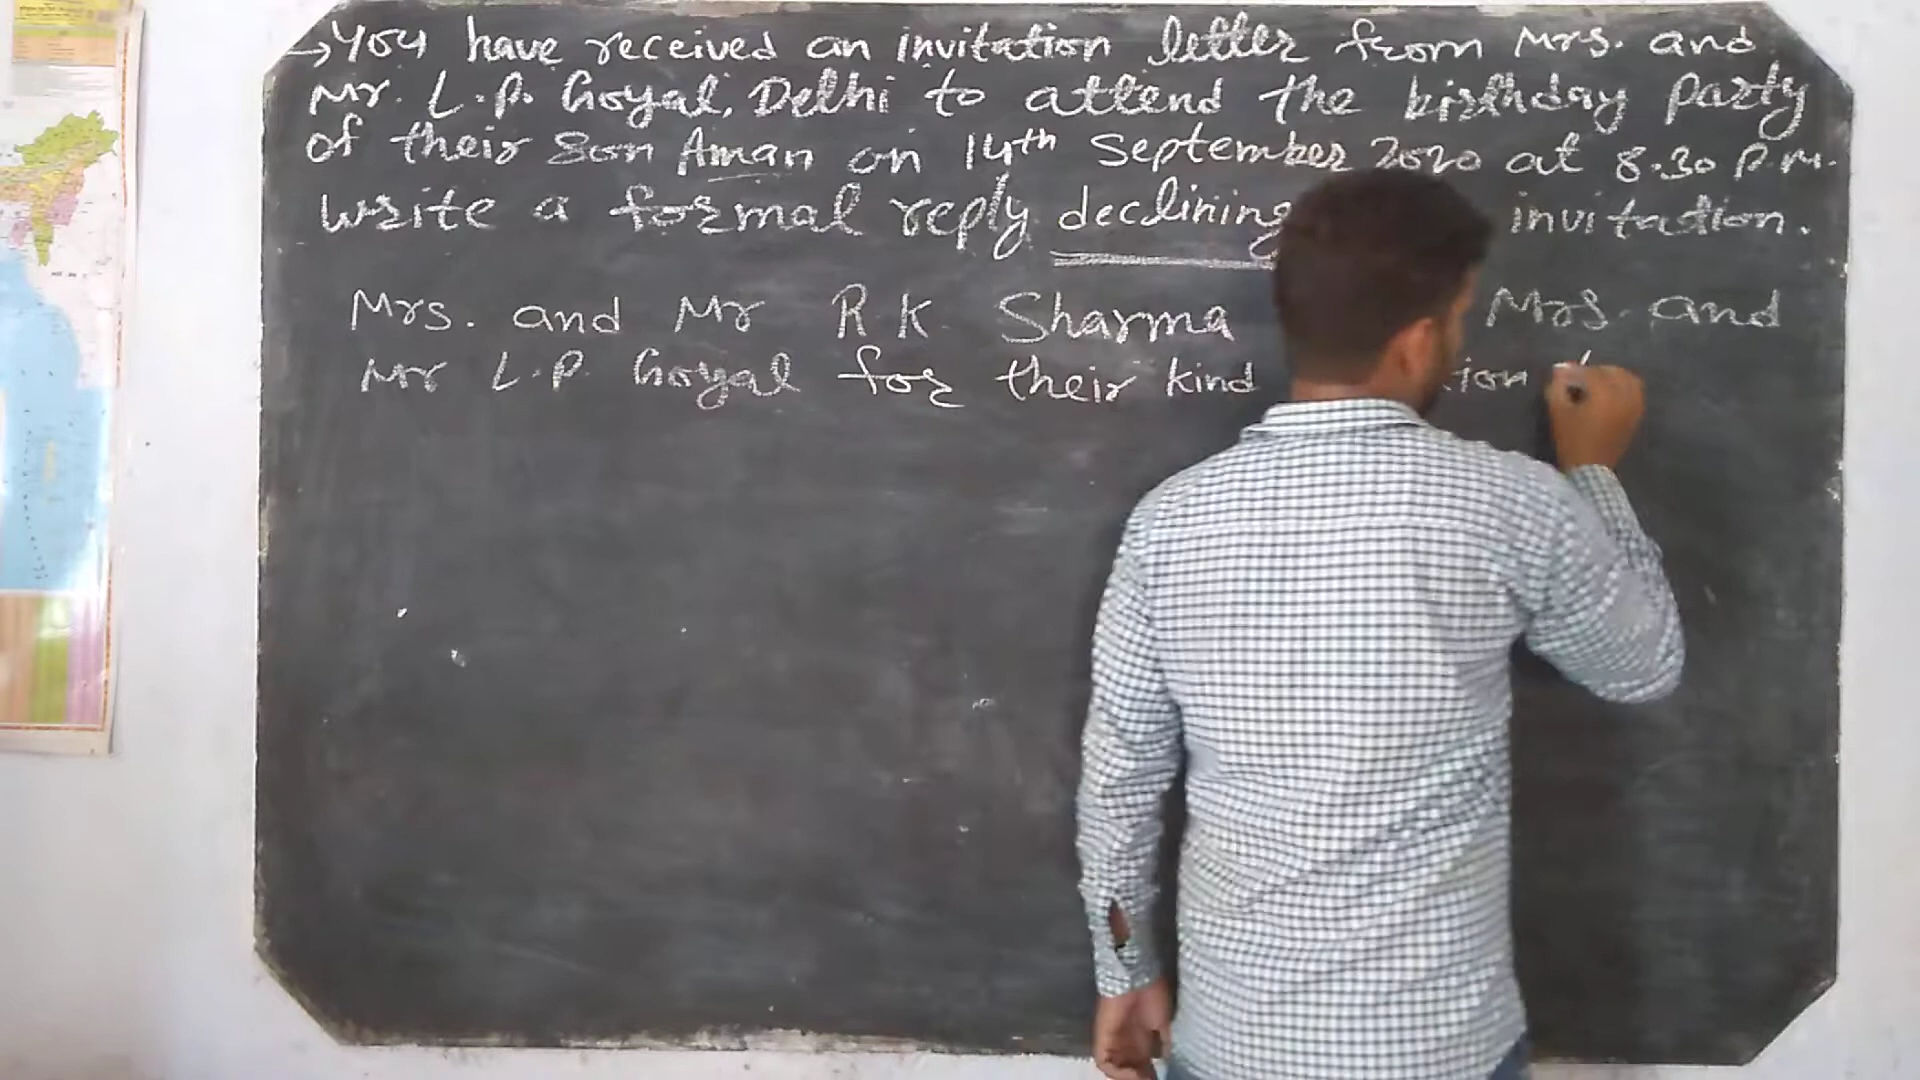 →You have received an invitation letter from Mrs. and
Mr. L.P. Goyal, Delhi to attend the birthday party
of their son Aman on 14th September 2020 at 8.30 P.M.
Write a formal reply declining invitation.
Mrs. and Mr R.K. Sharma Mrs. and
Mr L.P. Goyal for their kind tion